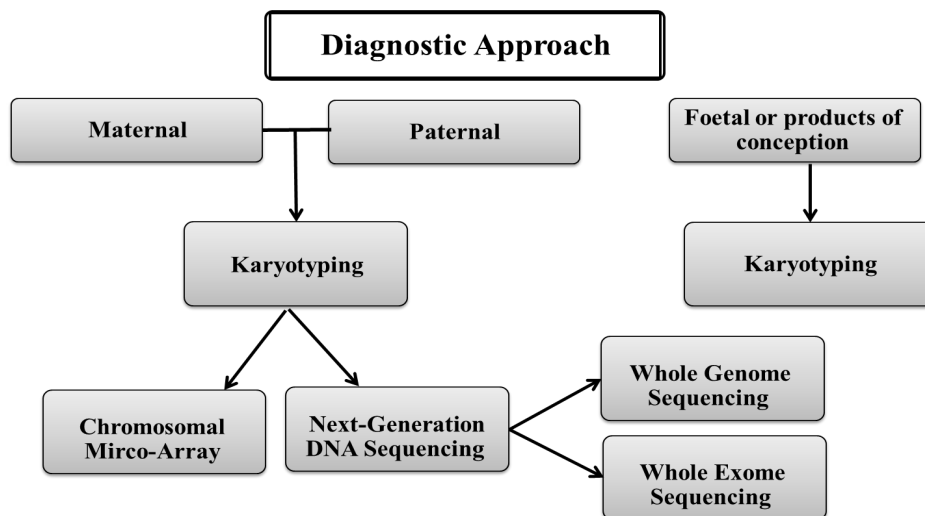 Diagnostic Approach
Maternal
Paternal
Foetal or products of
conception
Karyotyping
Karyotyping
Chromosomal
Mirco-Array
Next-Generation
DNA Sequencing
Whole Genome
Sequencing
Whole Exome
Sequencing